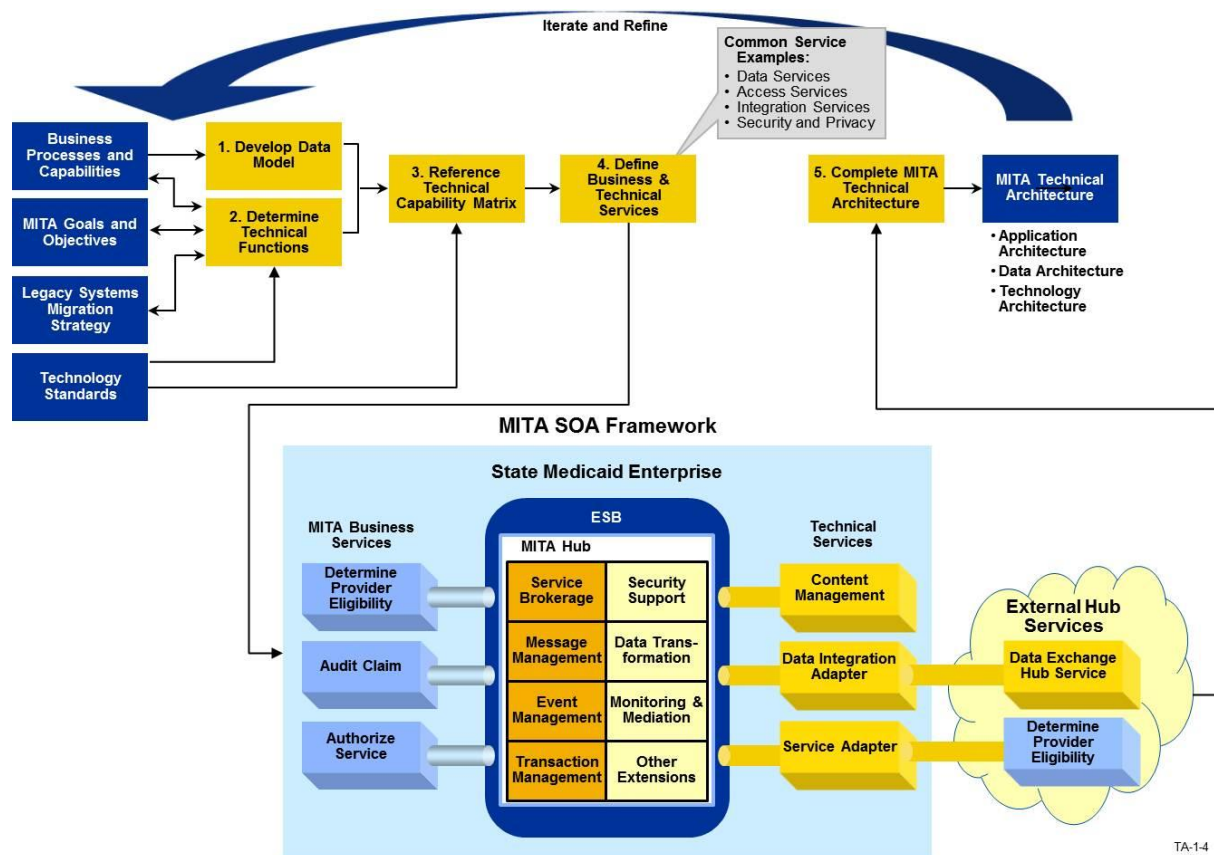 Iterate and Refine
Common Service
Examples:
• Data Services
• Access Services
• Integration Services
• Security and Privacy
Business
Processes and
Capabilities
1. Develop Data
Model
3. Reference
Technical
Capability Matrix
4. Define
Business &
Technical
Services
5. Complete MITA
Technical
Architecture
MITA Technical
Architecture
MITA Goals and
Objectives
2. Determine
Technical
Functions
• Application
Architecture
• Data Architecture
• Technology
Architecture
Legacy Systems
Migration
Strategy
Technology
Standards
MITA SOA Framework
State Medicaid Enterprise
MITA Business
Services
ESB
Technical
Services
MITA Hub
Determine
Provider
Eligibility
Service
Brokerage
Security
Support
Content
Management
External Hub
Services
Audit Claim
Message
Management
Data Trans-
formation
Data Integration
Adapter
Data Exchange
Hub Service
Event
Management
Monitoring &
Mediation
Authorize
Service
Transaction
Management
Other
Extensions
Service Adapter
Determine
Provider
Eligibility
TA-1-4